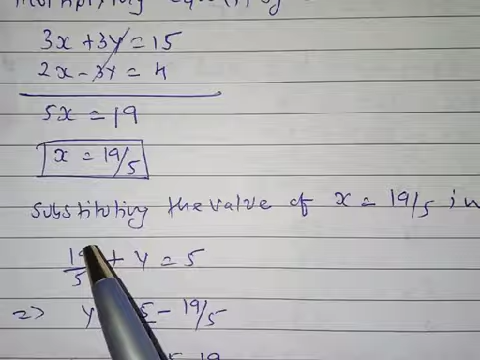 3x + 3y = 15
2x - 3y = 4
5x = 19
x = 19/5
Substituting the value of x = 19/5 in
19/5 + y = 5
=> y 5 - 19/5